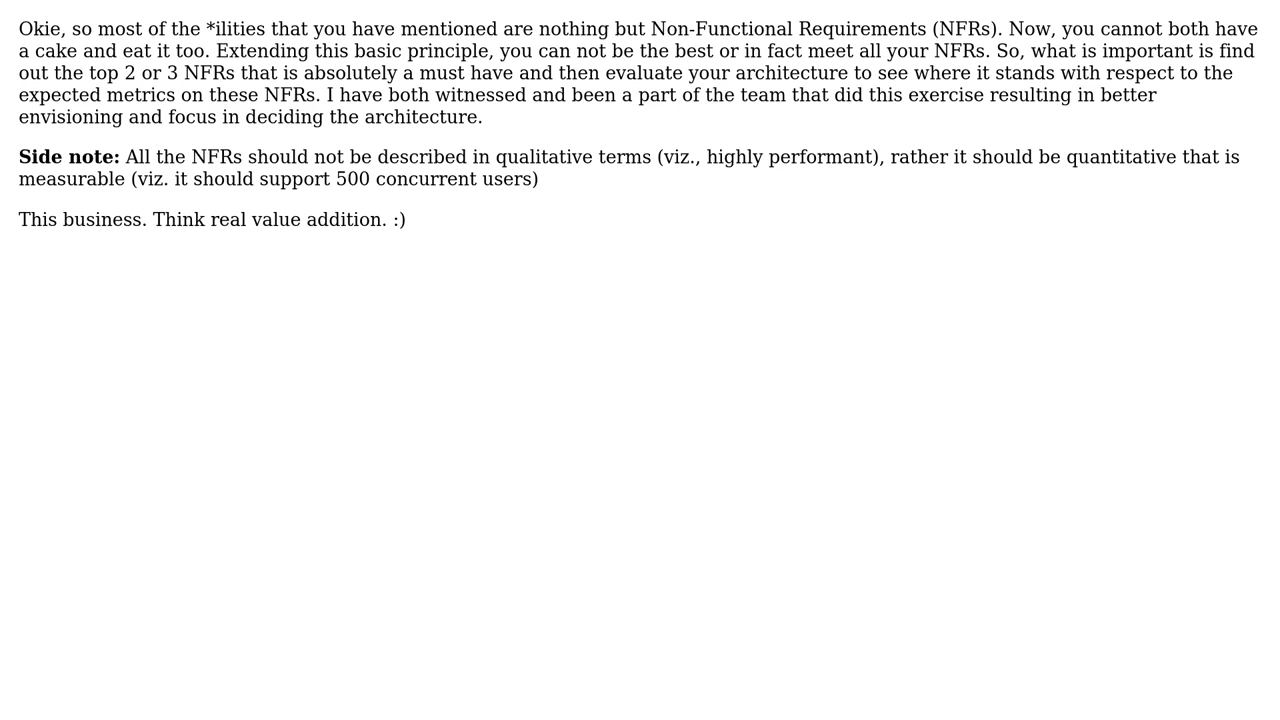 Okie, so most of the *ilities that you have mentioned are nothing but Non-Functional Requirements (NFRs). Now, you cannot both have
a cake and eat it too. Extending this basic principle, you can not be the best or in fact meet all your NFRs. So, what is important is find
out the top 2 or 3 NFRs that is absolutely a must have and then evaluate your architecture to see where it stands with respect to the
expected metrics on these NFRs. I have both witnessed and been a part of the team that did this exercise resulting in better
envisioning and focus in deciding the architecture.
Side note: All the NFRs should not be described in qualitative terms (viz., highly performant), rather it should be quantitative that is
measurable (viz. it should support 500 concurrent users)
This business. Think real value addition. :)